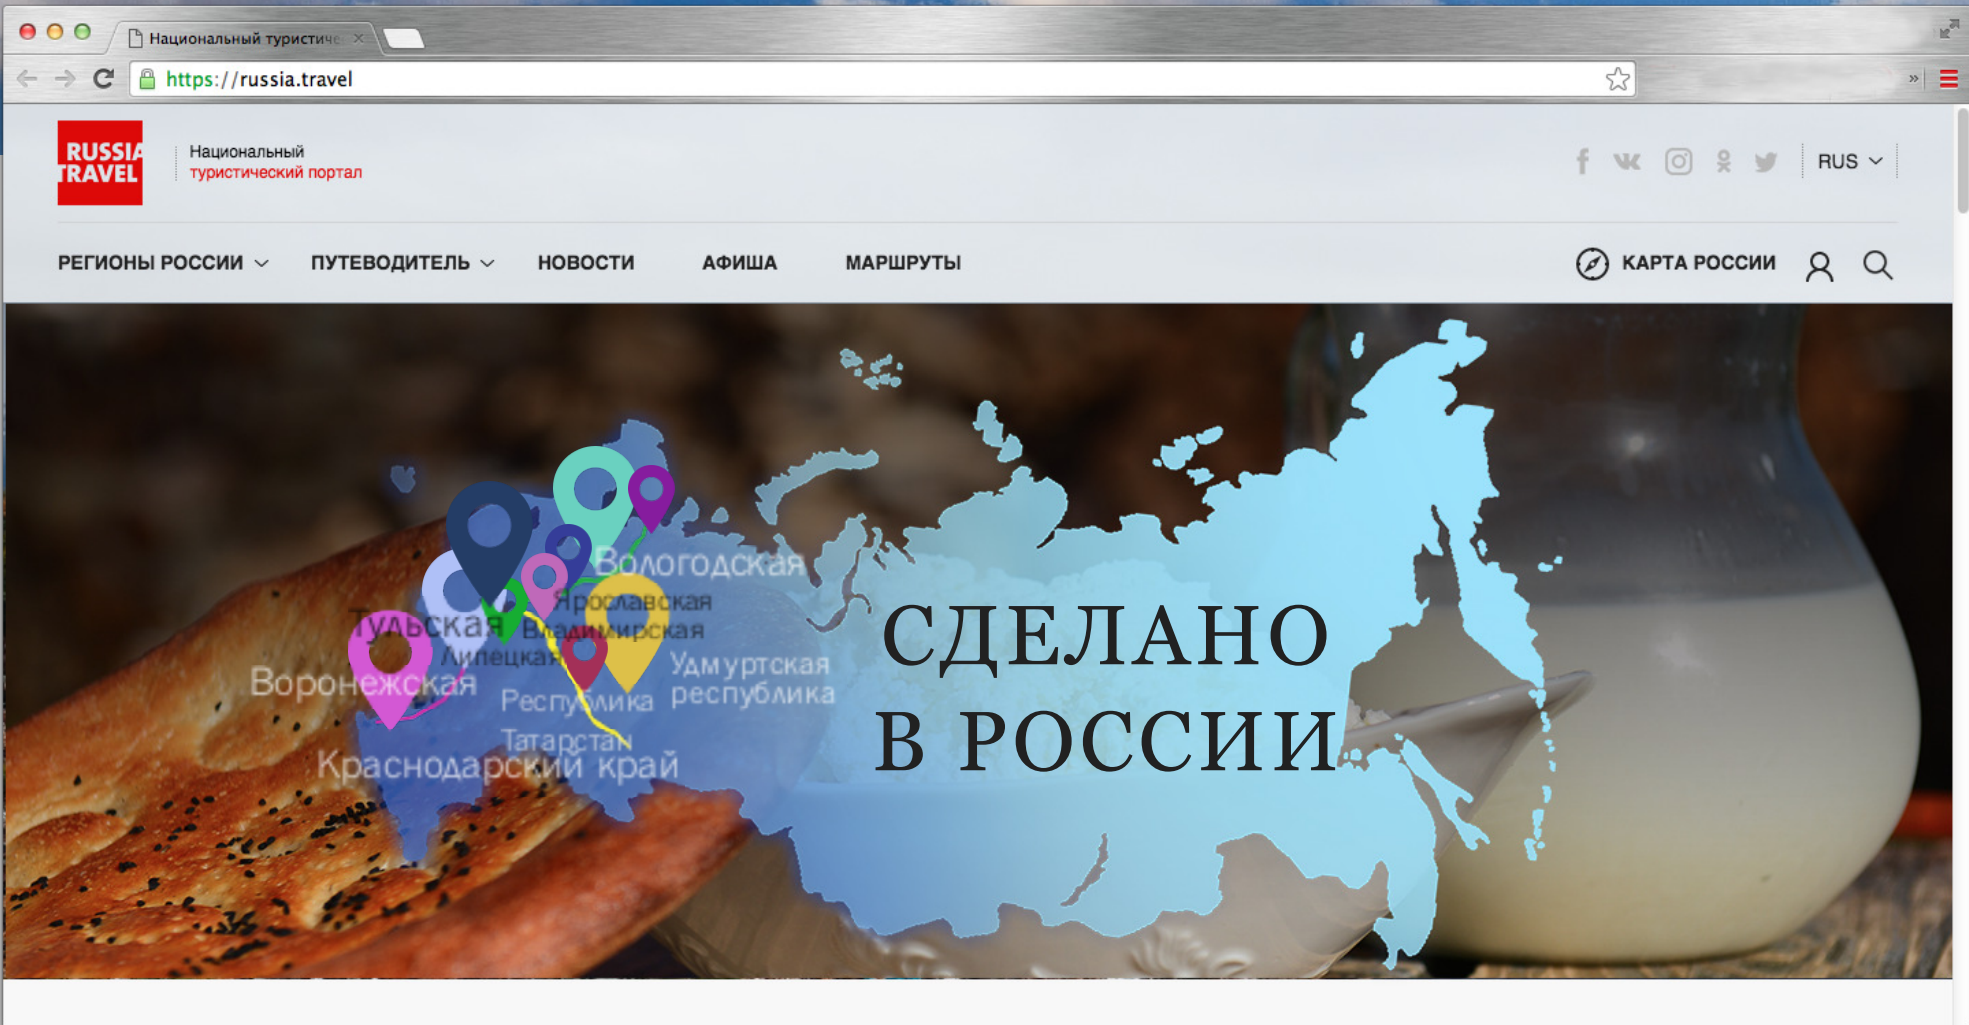 Национальный туристиче
https://russia.travel
RUSSIA
TRAVEL
Национальный
туристический портал
RUS
РЕГИОНЫ РОССИИ
ПУТЕВОДИТЕЛЬ
НОВОСТИ
АФИША
МАРШРУТЫ
КАРТА РОССИИ
Вологодская
Ярославская
Тульская
Владимирская
Липецкая
Удмуртская
республика
Воронежская
Республика
Татарстан
Краснодарский край
СДЕЛАНО
В РОССИИ